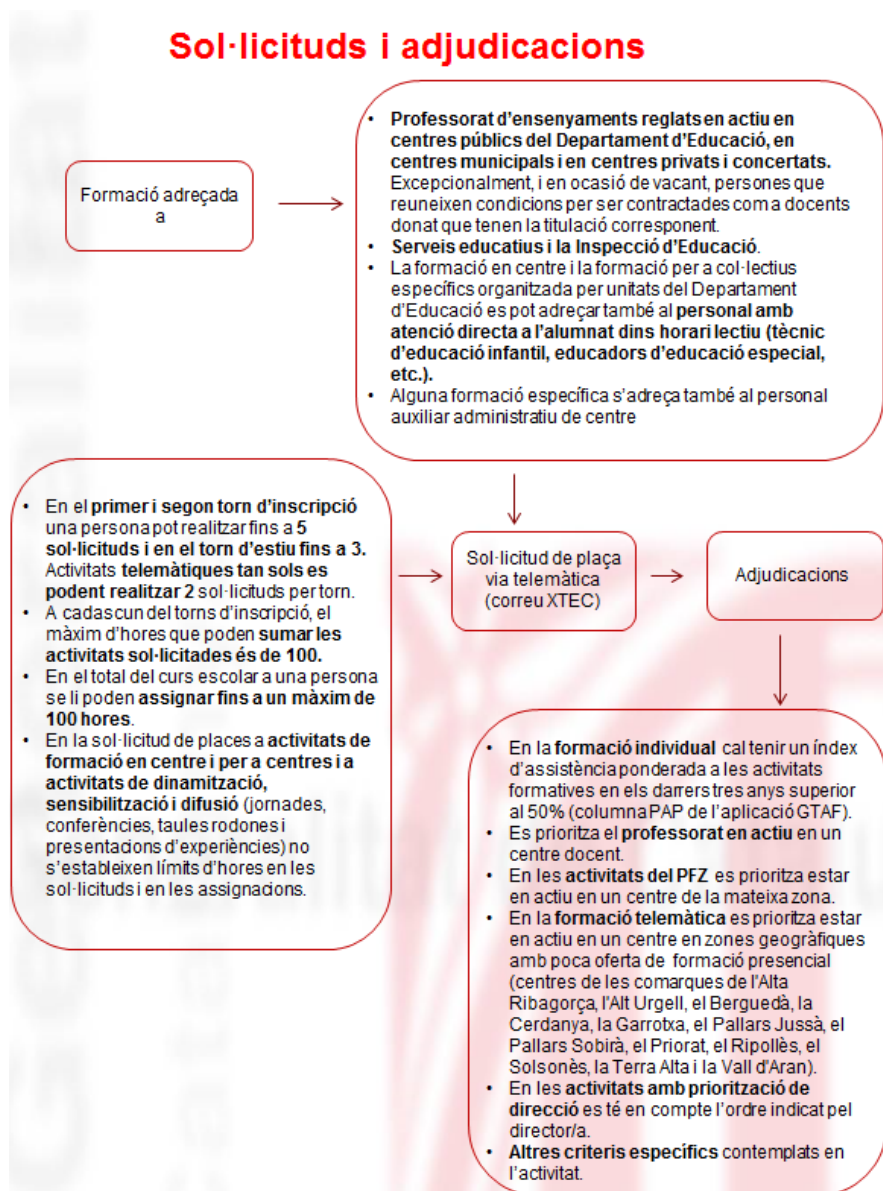 Sol·licituds i adjudicacions
Formació adreçada
a
• Professorat d'ensenyaments reglats en actiu en
centres públics del Departament d'Educació, en
centres municipals i en centres privats i concertats.
Excepcionalment, i en ocasió de vacant, persones que
reuneixen condicions per ser contractades com a docents
donat que tenen la titulació corresponent.
• Serveis educatius i la Inspecció d'Educació.
• La formació en centre i la formació per a col·lectius
específics organitzada per unitats del Departament
d'Educació es pot adreçar també al personal amb
atenció directa a l'alumnat dins horari lectiu (tècnic
d'educació infantil, educadors d'educació especial,
etc.).
• Alguna formació específica s'adreça també al personal
auxiliar administratiu de centre
• En el primer i segon torn d'inscripció
una persona pot realitzar fins a 5
sol·licituds i en el torn d'estiu fins a 3.
Activitats telemàtiques tan sols es
podent realitzar 2 sol·licituds per torn.
• A cadascun del torns d'inscripció, el
màxim d'hores que poden sumar les
activitats sol·licitades és de 100.
• En el total del curs escolar a una persona
se li poden assignar fins a un màxim de
100 hores.
• En la sol·licitud de places a activitats de
formació en centre i per a centres i a
activitats de dinamització,
sensibilització i difusió (jornades,
conferències, taules rodones i
presentacions d'experiències) no
s'estableixen límits d'hores en les
sol·licituds i en les assignacions.
Sol·licitud de plaça
via telemàtica
(correu XTEC)
Adjudicacions
• En la formació individual cal tenir un índex
d'assistència ponderada a les activitats
formatives en els darrers tres anys superior
al 50% (columna PAP de l'aplicació GTAF).
• Es prioritza el professorat en actiu en un
centre docent.
• En les activitats del PFZ es prioritza estar
en actiu en un centre de la mateixa zona.
• En la formació telemàtica es prioritza estar
en actiu en un centre en zones geogràfiques
amb poca oferta de formació presencial
(centres de les comarques de l'Alta
Ribagorça, l'Alt Urgell, el Berguedà, la
Cerdanya, la Garrotxa, el Pallars Jussà, el
Pallars Sobirà, el Priorat, el Ripollès, el
Solsonès, la Terra Alta i la Vall d'Aran).
• En les activitats amb priorització de
direcció es té en compte l'ordre indicat pel
director/a.
• Altres criteris específics contemplats en
l'activitat.